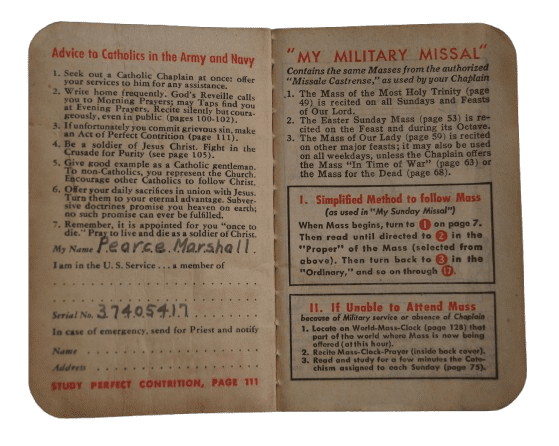 Advice to Catholics in the Army and Navy
1. Seek out a Catholic Chaplain at once: offer
your services to him for any assistance.
2. Write home frequently. God's Reveille calls
you to Morning Prayers; may Taps find you
at Evening Prayers. Recite silently but coura-
geously, even in public (pages 100-102).
3. If unfortunately you commit grievous sin, make
an Act of Perfect Contrition (page 111).
4. Be a soldier of Jesus Christ. Fight in the
Crusade for Purity (see page 105).
5. Give good example as a Catholic gentleman.
To non-Catholics, you represent the Church.
Encourage other Catholics to follow Christ.
6. Offer your daily sacrifices in union with Jesus.
Turn them to your eternal advantage. Subver-
sive doctrines promise you heaven on earth;
no such promise can ever be fulfilled.
7. Remember, it is appointed for you "once to
die." Pray to live and die as a soldier of Christ.
My Name Pearce Marshall
I am in the U.S. Service...a member of
Serial No. 37405417
In case of emergency, send for Priest and notify
Name
Address
STUDY PERFECT CONTRITION, PAGE 111
"MY MILITARY MISSAL"
Contains the same Masses from the authorized
"Missale Castrense," as used by your Chaplain
1. The Mass of the Most Holy Trinity (page
49) is recited on all Sundays and Feasts
of Our Lord.
2. The Easter Sunday Mass (page 53) is re-
cited on the Feast and during its Octave.
3. The Mass of Our Lady (page 59) is recited
on other major feasts; it may also be used
on all weekdays, unless the Chaplain offers
the Mass "In Time of War" (page 63) or
the Mass for the Dead (page 68).
I. Simplified Method to follow Mass
(as used in "My Sunday Missal")
When Mass begins, turn to 1 on page 7.
Then read until directed to 2 in the
"Proper" of the Mass (selected from
above). Then turn back to 3 in the
"Ordinary," and so on through 17.
II. If Unable to Attend Mass
because of Military service or absence of Chaplain
1. Locate on World-Mass-Clock (page 128) that
part of the world where Mass is now being
offered (at this hour).
2. Recite Mass-Clock-Prayer (inside back cover).
3. Read and study for a few minutes the Cate-
chism assigned to each Sunday (page 75).